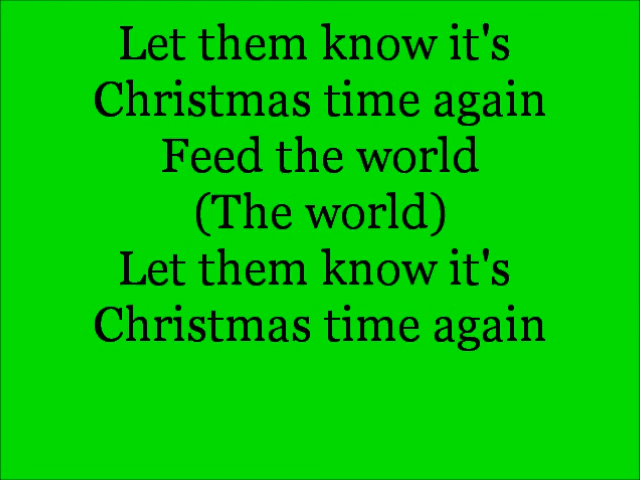 Let them know it's
Christmas time again
Feed the world
(The world)
Let them know it's
Christmas time again